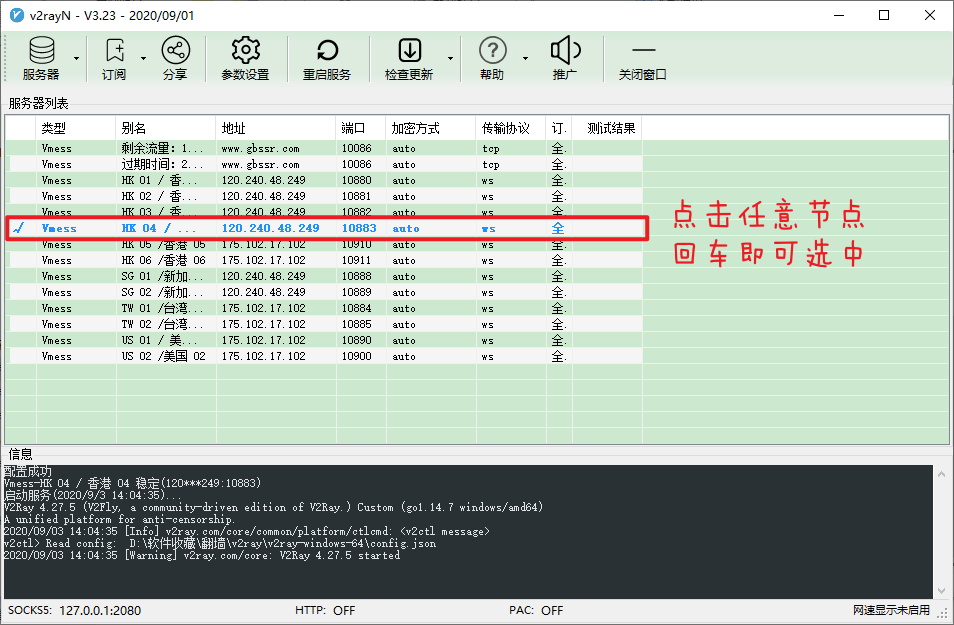 v2rayN - V3.23 - 2020/09/01
服务器 订阅 分享 参数设置 重启服务 检查更新 帮助 推广 关闭窗口
服务器列表
类型 别名 地址 端口 加密方式 传输协议 订. 测试结果
Vmess 剩余流量：1... www.gbssr.com 10086 auto tcp 全.
Vmess 过期时间：2... www.gbssr.com 10086 auto tcp 全.
Vmess HK 01 / 香... 120.240.48.249 10880 auto ws 全.
Vmess HK 02 / 香... 120.240.48.249 10881 auto ws 全.
Vmess HK 03 / 香... 120.240.48.249 10882 auto ws 全.
Vmess HK 04 / ... 120.240.48.249 10883 auto ws 全
Vmess HK 05 /香港 05 175.102.17.102 10910 auto ws 全.
Vmess HK 06 /香港 06 175.102.17.102 10911 auto ws 全.
Vmess SG 01 /新加... 120.240.48.249 10888 auto ws 全.
Vmess SG 02 /新加... 120.240.48.249 10889 auto ws 全.
Vmess TW 01 /台湾... 175.102.17.102 10884 auto ws 全.
Vmess TW 02 /台湾... 175.102.17.102 10885 auto ws 全.
Vmess US 01 / 美... 175.102.17.102 10890 auto ws 全.
Vmess US 02 /美国 02 175.102.17.102 10900 auto ws 全.
点击任意节点
回车即可选中
信息
配置成功
Vmess-HK 04 / 香港 04 稳定(120***249:10883)
启动服务(2020/9/3 14:04:35)...
V2Ray 4.27.5 (V2Fly, a community-driven edition of V2Ray.) Custom (go1.14.7 windows/amd64)
A unified platform for anti-censorship.
2020/09/03 14:04:35 [Info] v2ray.com/core/common/platform/ctlcmd: <v2ctl message>
v2ctl> Read config:  D:\软件收藏\翻墙\v2ray\v2ray-windows-64\config.json
2020/09/03 14:04:35 [Warning] v2ray.com/core: V2Ray 4.27.5 started
SOCKS5: 127.0.0.1:2080 HTTP: OFF PAC: OFF 网速显示未启用